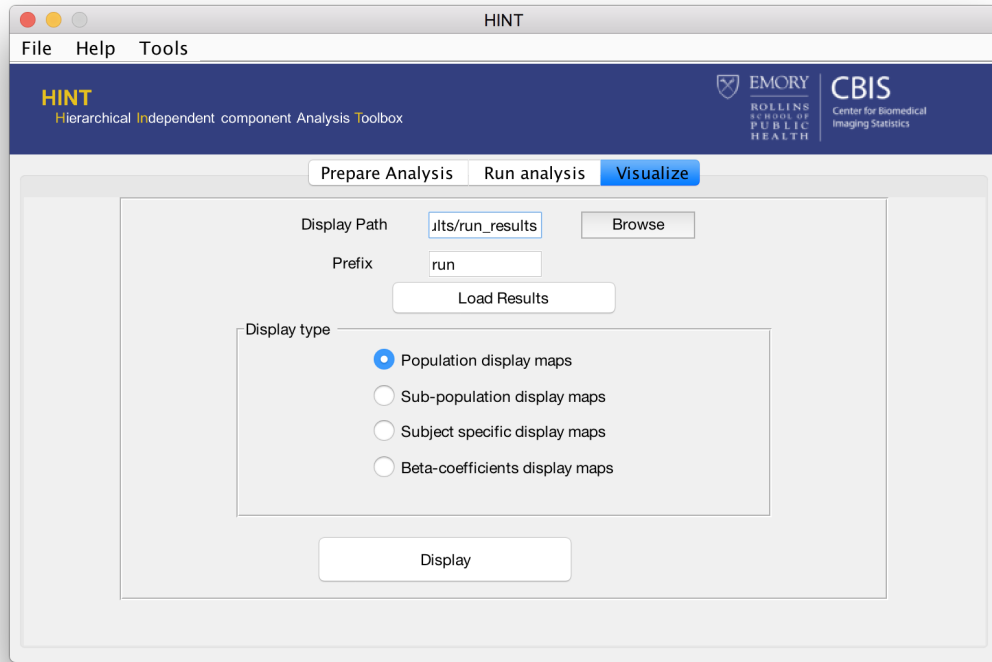 HINT
File Help Tools
HINT
Hierarchical Independent component Analysis Toolbox
EMORY
ROLLINS
SCHOOL OF
PUBLIC
HEALTH
CBIS
Center for Biomedical
Imaging Statistics
Prepare Analysis Run analysis Visualize
Display Path ults/run_results Browse
Prefix run
Load Results
Display type
Population display maps
Sub-population display maps
Subject specific display maps
Beta-coefficients display maps
Display